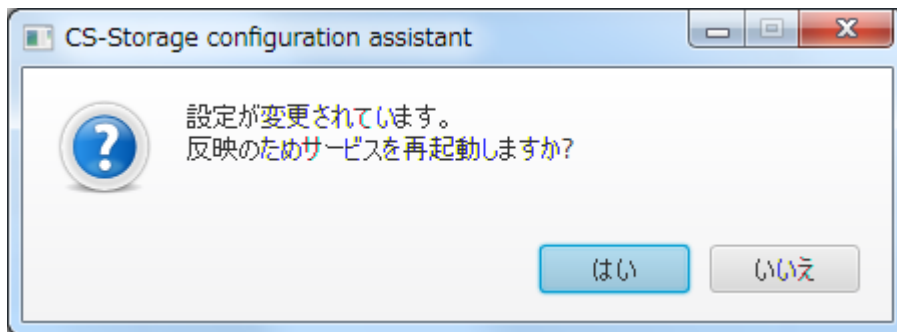 CS-Storage configuration assistant
設定が変更されています。
反映のためサービスを再起動しますか?
はい
いいえ